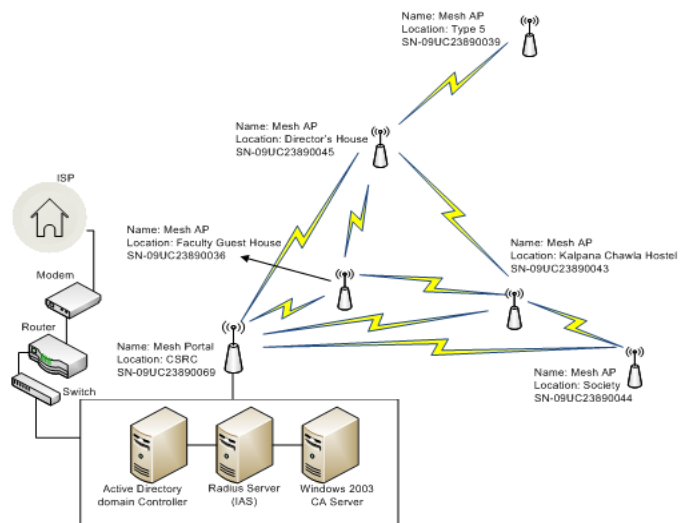 Name: Mesh AP
Location: Type 5
SN-09UC23890039
Name: Mesh AP
Location: Director's House
SN-09UC23890045
ISP
Name: Mesh AP
Location: Faculty Guest House
SN-09UC23890036
Name: Mesh AP
Location: Kalpana Chawla Hostel
SN-09UC23890043
Modem
Router
Name: Mesh Portal
Location: CSRC
SN-09UC23890069
Switch
Name: Mesh AP
Location: Society
SN-09UC23890044
Active Directory
domain Controller
Radius Server
(IAS)
Windows 2003
CA Server